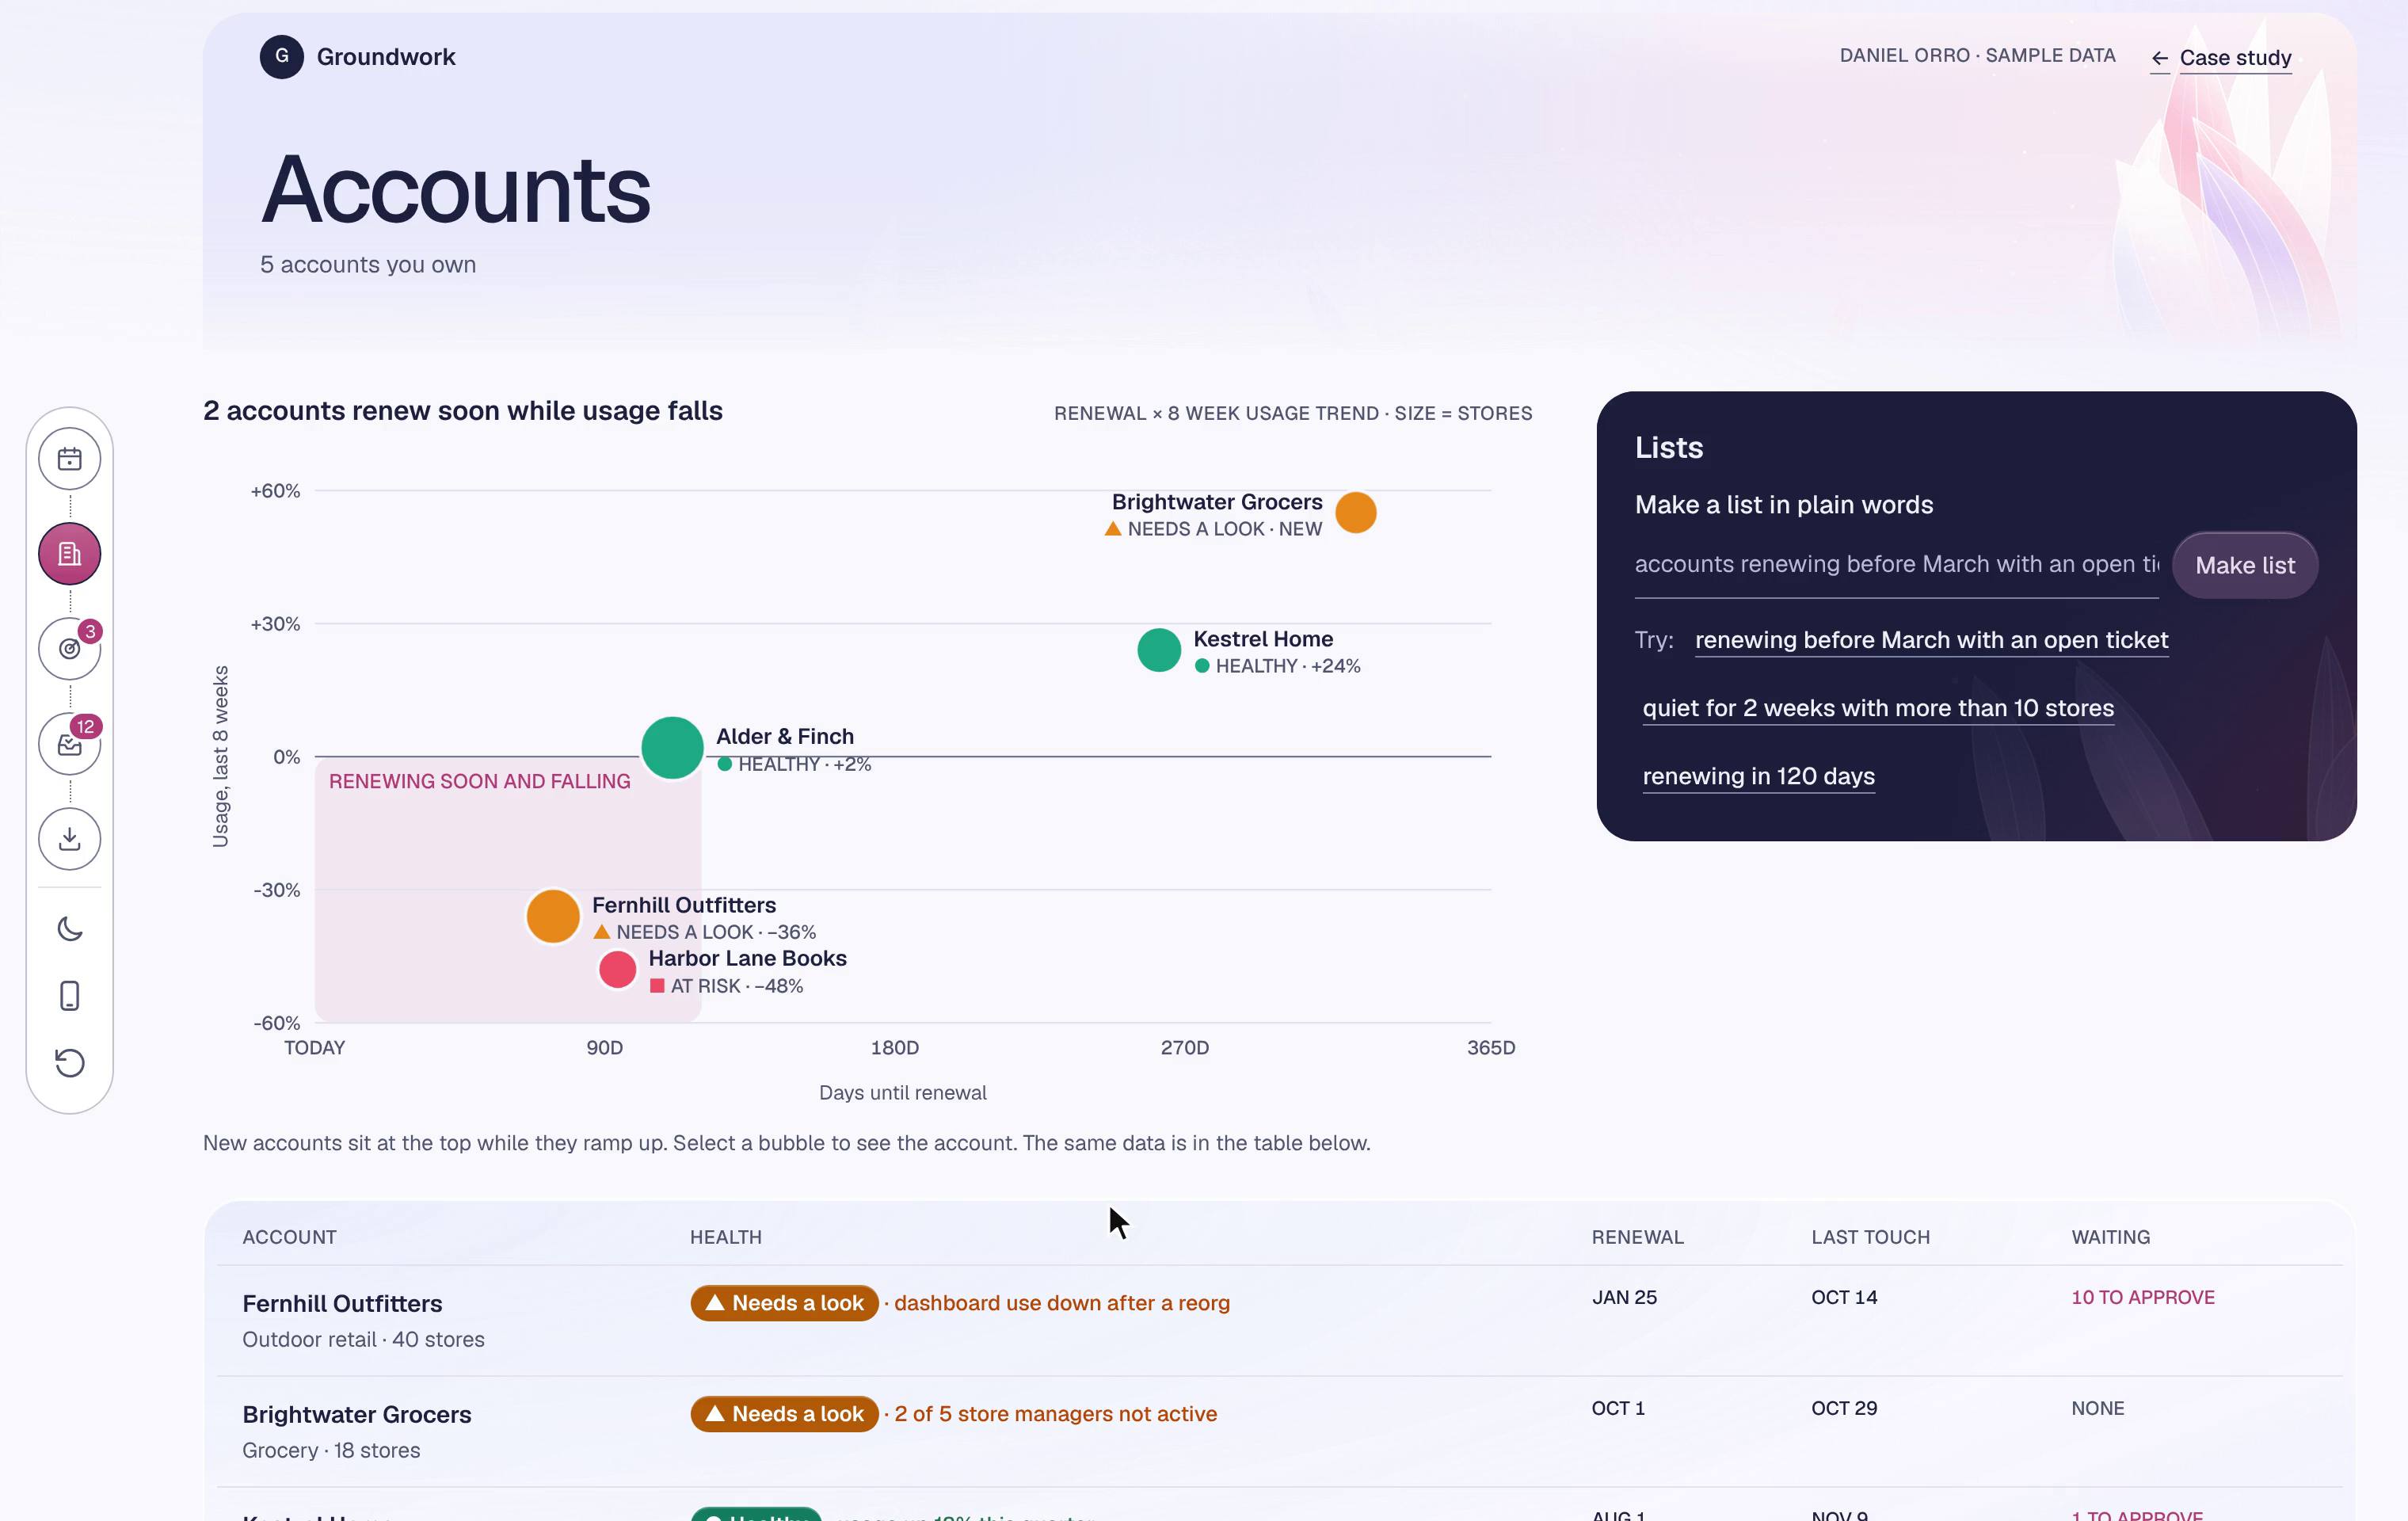 G Groundwork
DANIEL ORRO · SAMPLE DATA
← Case study
Accounts
5 accounts you own
2 accounts renew soon while usage falls
RENEWAL × 8 WEEK USAGE TREND · SIZE = STORES
Usage, last 8 weeks
+60%
+30%
0%
-30%
-60%
Brightwater Grocers
NEEDS A LOOK · NEW
Kestrel Home
HEALTHY · +24%
Alder & Finch
HEALTHY · +2%
RENEWING SOON AND FALLING
Fernhill Outfitters
NEEDS A LOOK · −36%
Harbor Lane Books
AT RISK · −48%
TODAY 90D 180D 270D 365D
Days until renewal
New accounts sit at the top while they ramp up. Select a bubble to see the account. The same data is in the table below.
3
12
Lists
Make a list in plain words
accounts renewing before March with an open
Make list
Try: renewing before March with an open ticket
quiet for 2 weeks with more than 10 stores
renewing in 120 days
ACCOUNT HEALTH RENEWAL LAST TOUCH WAITING
Fernhill Outfitters Needs a look · dashboard use down after a reorg JAN 25 OCT 14 10 TO APPROVE
Outdoor retail · 40 stores
Brightwater Grocers Needs a look · 2 of 5 store managers not active OCT 1 OCT 29 NONE
Grocery · 18 stores
AUG 1 NOV 9 1 TO APPROVE